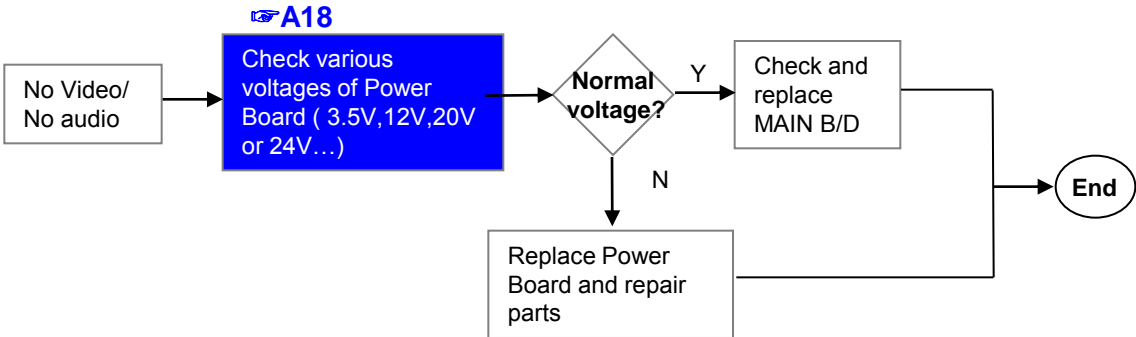 ☞A18
No Video/
No audio
Check various
voltages of Power
Board ( 3.5V,12V,20V
or 24V…)
Normal
voltage?
Y
Check and
replace
MAIN B/D
N
Replace Power
Board and repair
parts
End